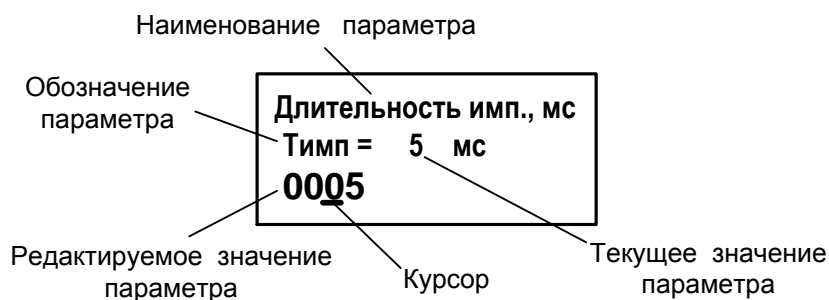 Наименование параметра
Обозначение
параметра
Длительность имп., мс
Тимп = 5 мс
0005
Редактируемое значение
параметра
Курсор
Текущее значение
параметра